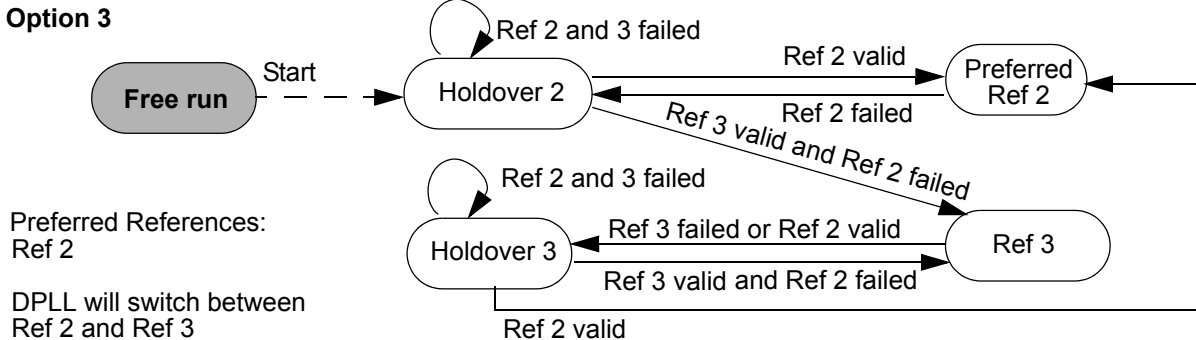 Option 3
Ref 2 and 3 failed
Start
Free run
Holdover 2
Ref 2 valid
Ref 2 failed
Preferred
Ref 2
Ref 3 valid and Ref 2 failed
Ref 2 and 3 failed
Preferred References:
Ref 2
Holdover 3
Ref 3 failed or Ref 2 valid
Ref 3 valid and Ref 2 failed
Ref 3
DPLL will switch between
Ref 2 and Ref 3
Ref 2 valid